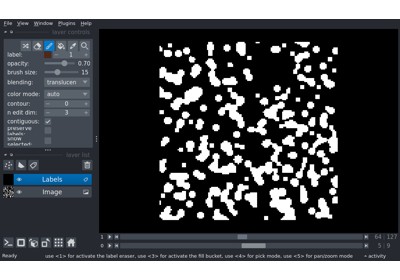 File View Window Plugins Help
layer controls
label: 1
opacity: 0.70
brush size: 15
blending: translucen
color mode: auto
contour: 0
n edit dim: 3
contiguous:
preserve labels:
show selected:
layer list
Labels
Image
1 64 127
0 5 9
Ready use <1> for activate the label eraser, use <3> for activate the fill bucket, use <4> for pick mode, use <5> for pan/zoom mode activity